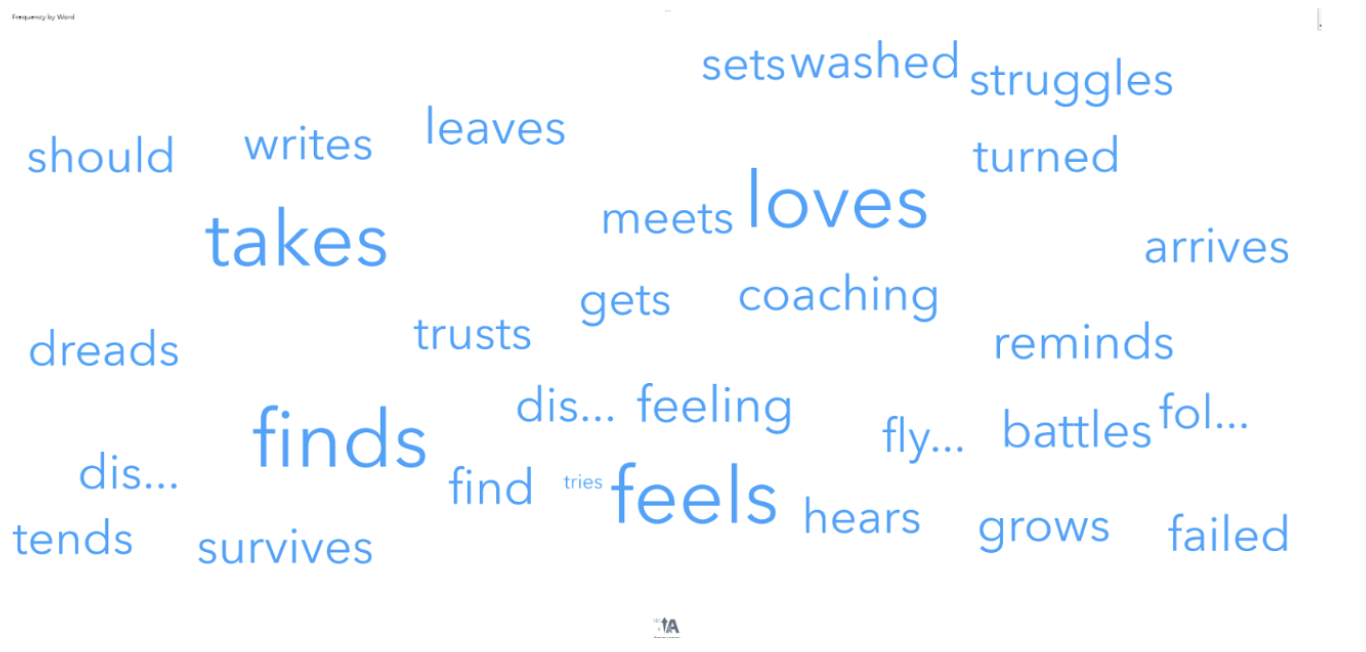 Frequency by Word
sets washed struggles
leaves
should writes turned
loves
takes meets arrives
gets coaching
trusts reminds
dreads
dis... feeling fol...
finds fly... battles
dis... find tries feels hears
tends survives grows failed